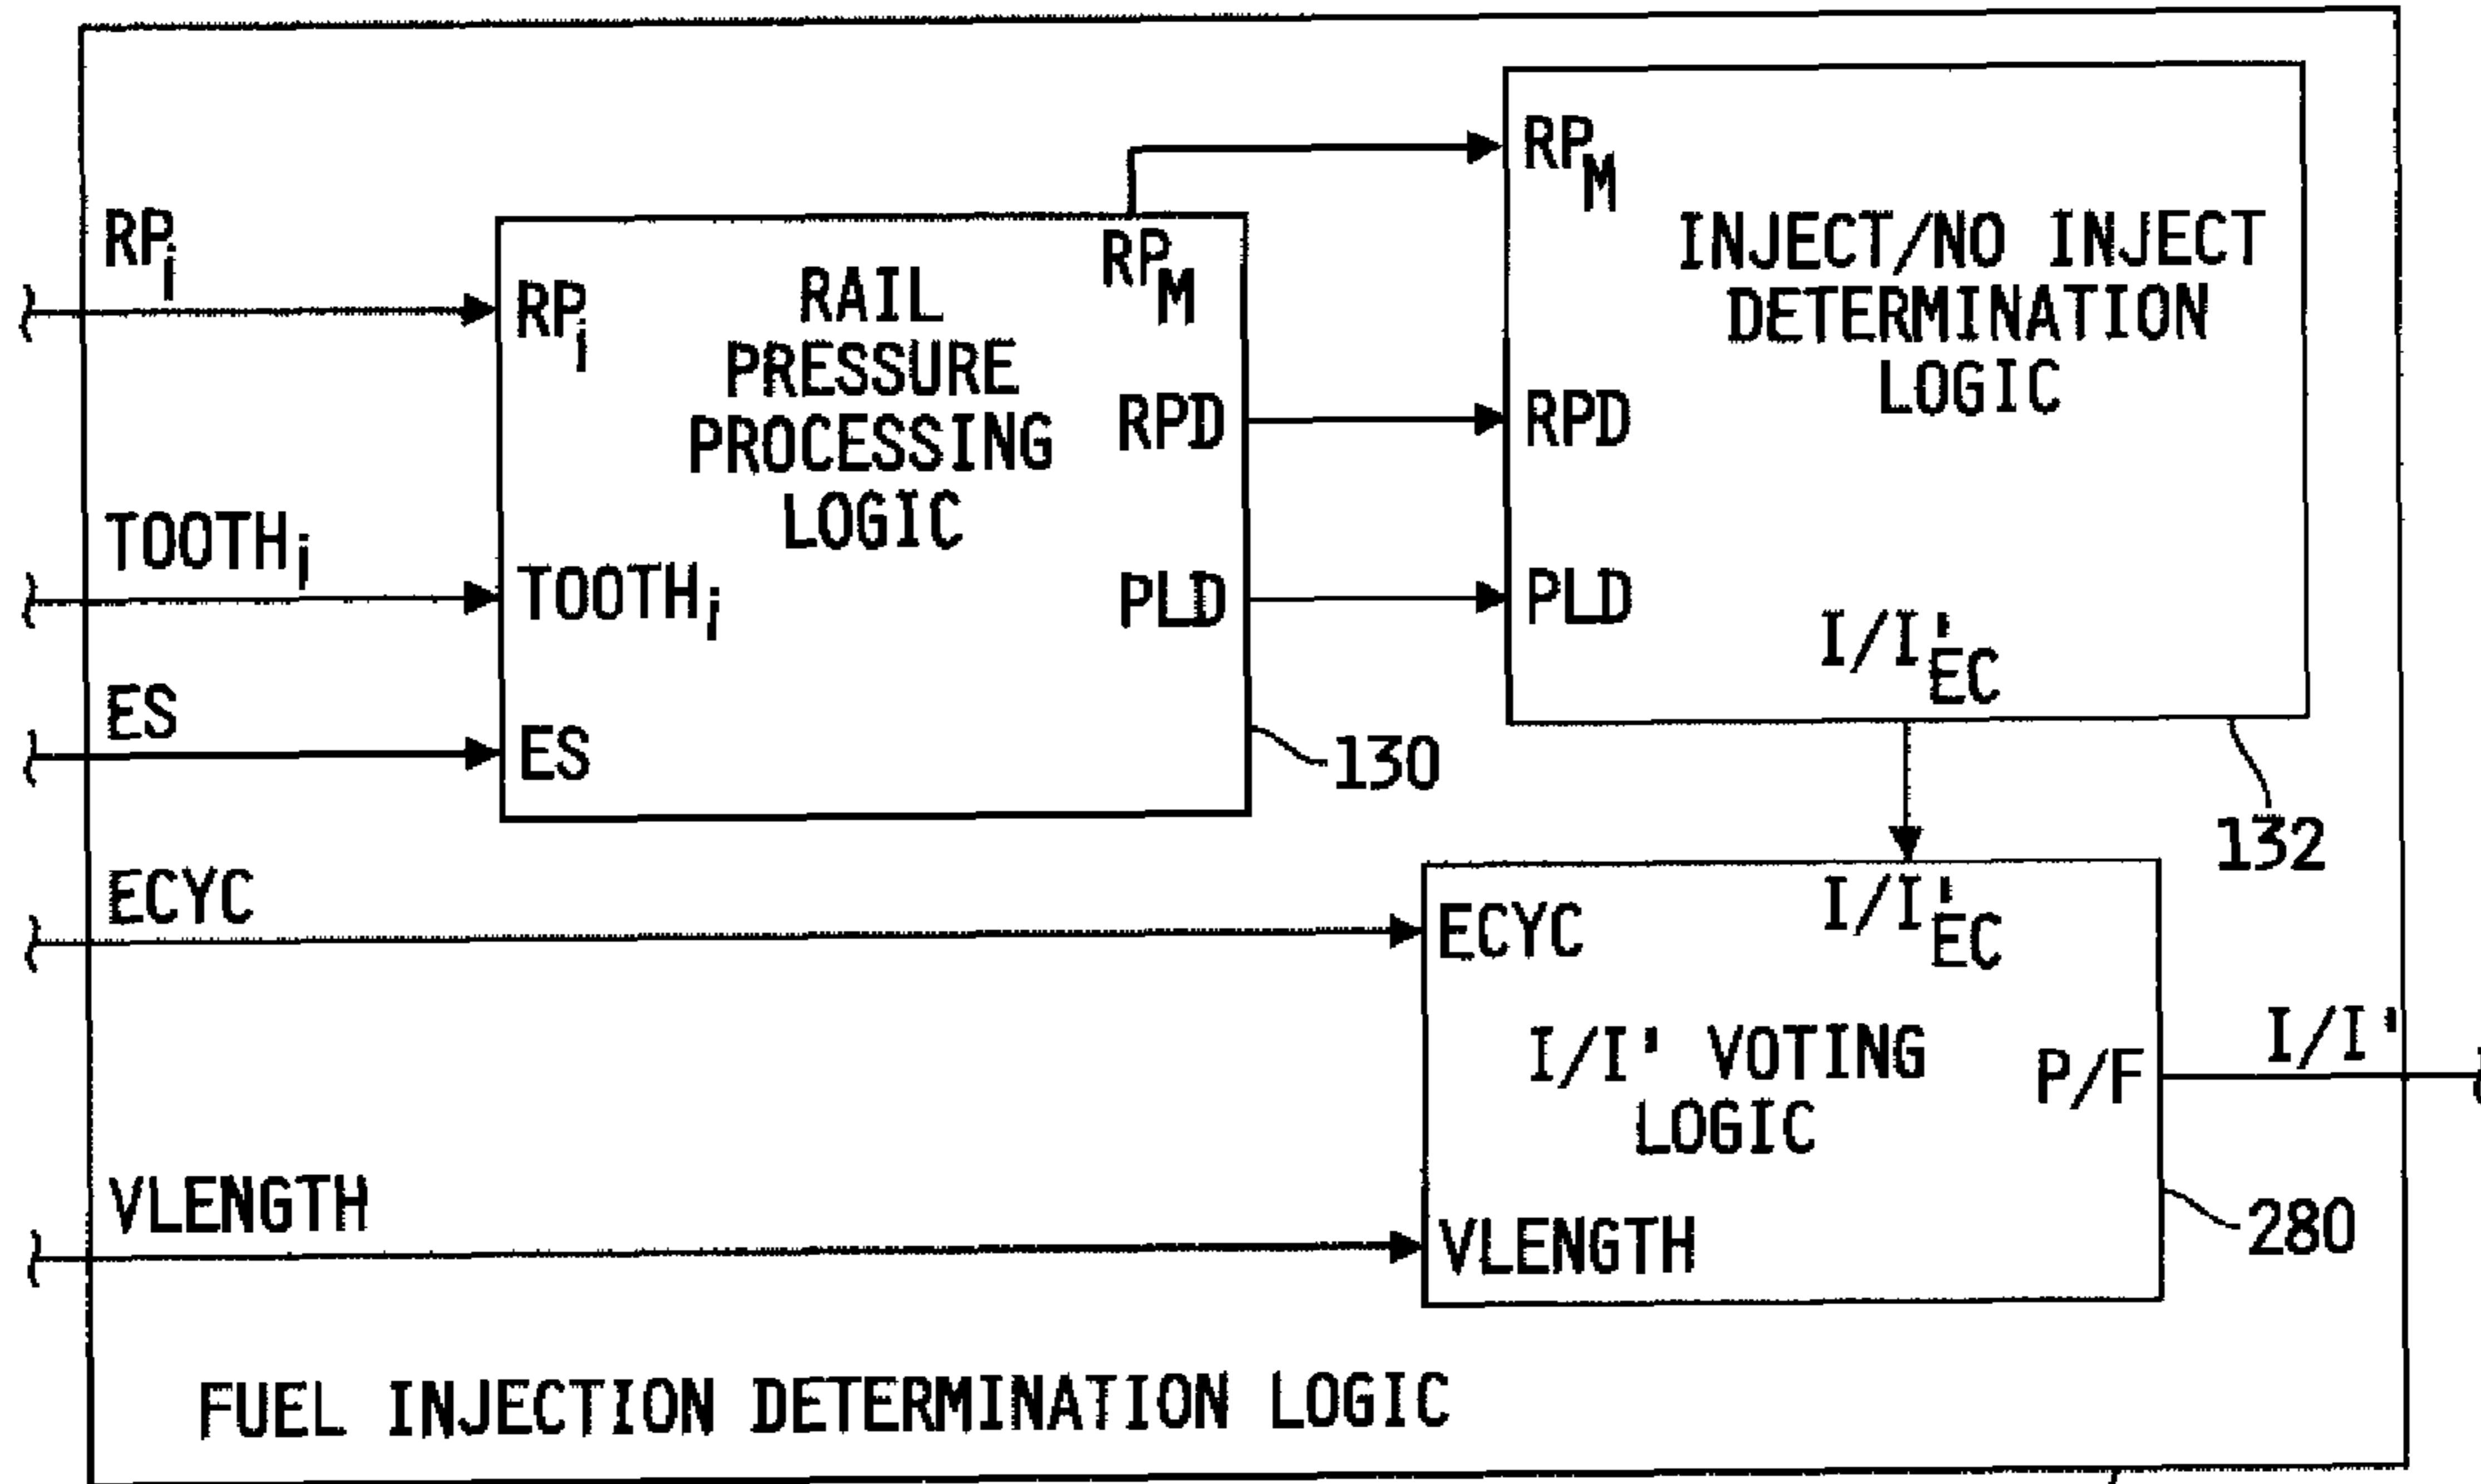 RPi
TOOTHi
ES
ECYC
VLENGTH
RPi
TOOTHi
ES
RAIL
PRESSURE
PROCESSING
LOGIC
RPM
RPD
PLD
130
RPM
RPD
PLD
INJECT/NO INJECT
DETERMINATION
LOGIC
I/I'EC
132
ECYC
I/I'EC
I/I' VOTING
LOGIC
VLENGTH
P/F
I/I'
280
FUEL INJECTION DETERMINATION LOGIC